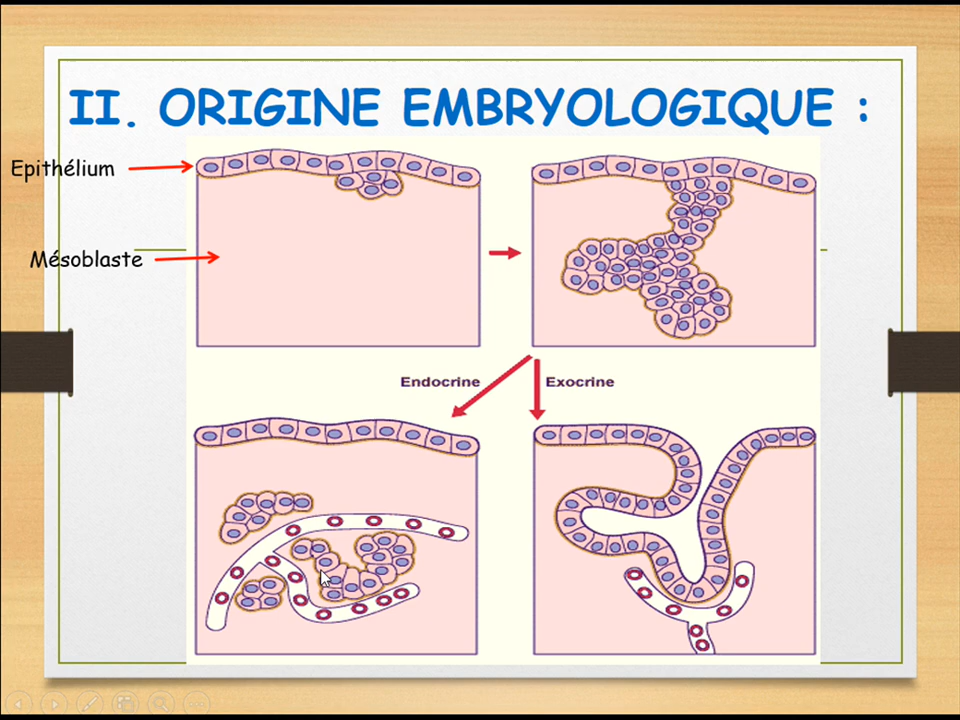 II. ORIGINE EMBRYOLOGIQUE :
Epithélium
Mésoblaste
Endocrine
Exocrine